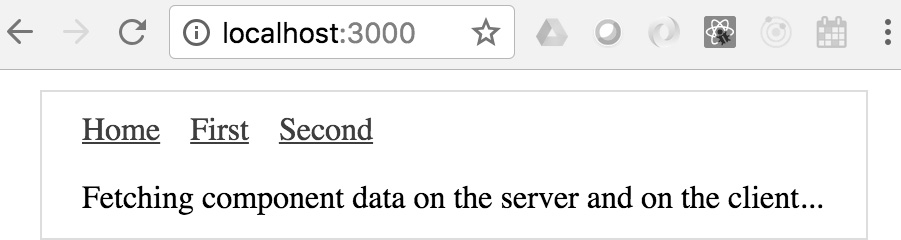 localhost:3000
Home First Second
Fetching component data on the server and on the client...